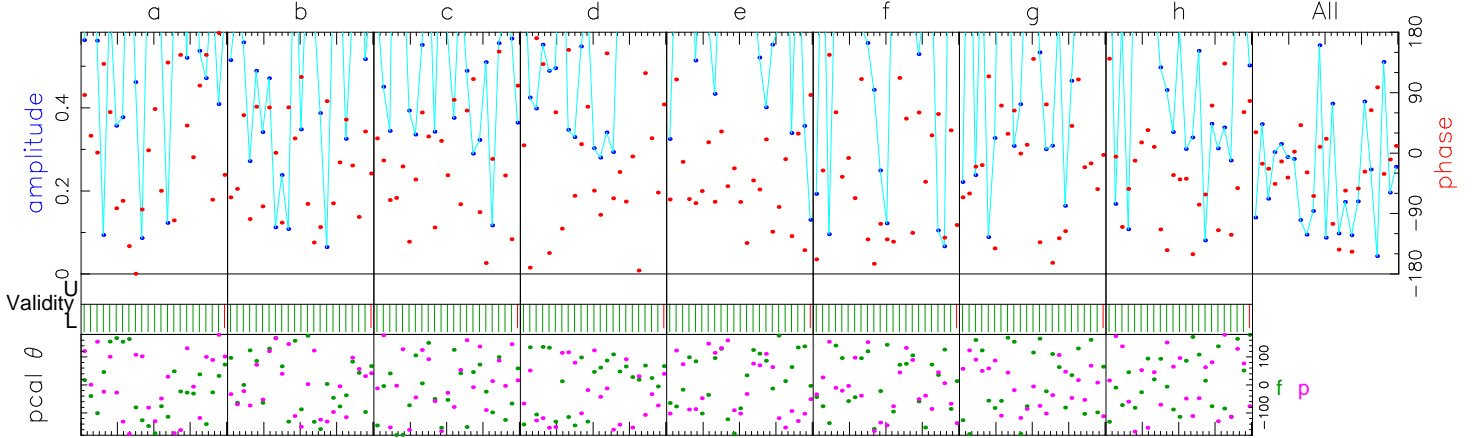 a b c d e f g h All
amplitude
0.4
0.2
0
180
90
0
−90
−180
phase
U
Validity
L
pcal θ
100
0
−100
f p